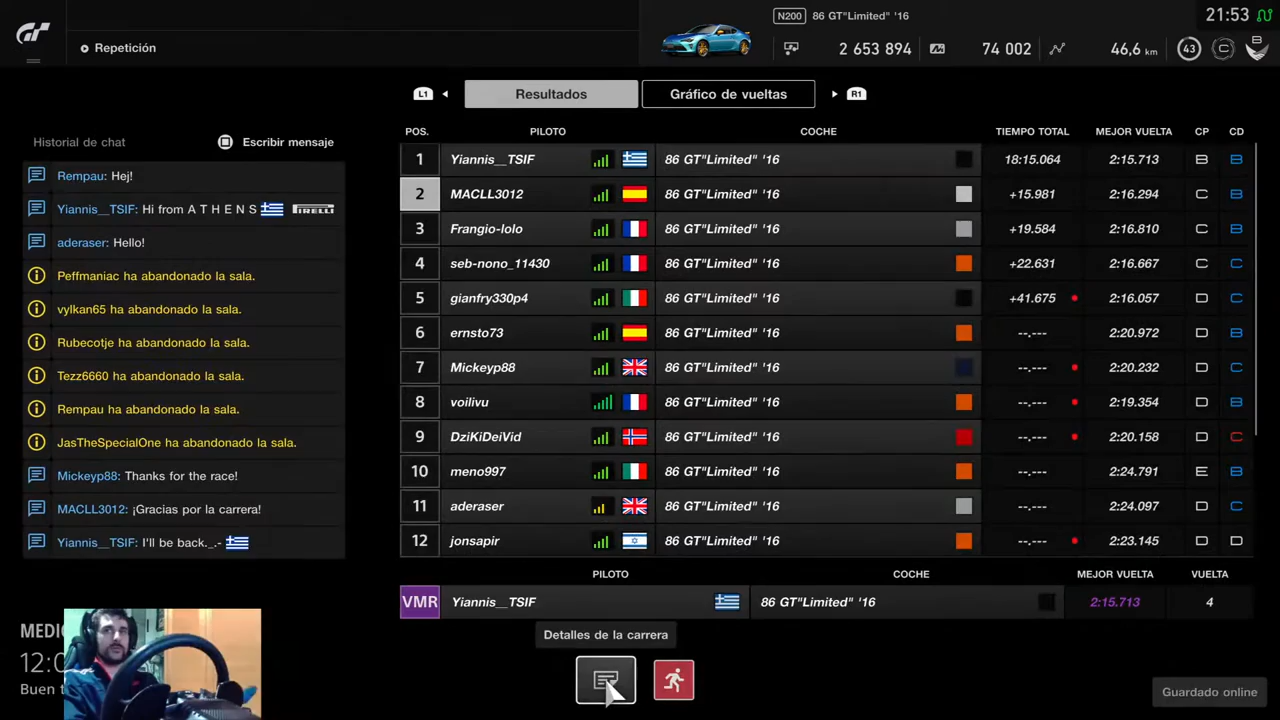 N200 86 GT"Limited" '16
21:53
Repetición
2 653 894
74 002
46,6 km
43
C
B
L1
Resultados
Gráfico de vueltas
R1
Historial de chat
Escribir mensaje
Rempau: Hej!
Yiannis__TSIF: Hi from A T H E N S PIRELLI
aderaser: Hello!
Peffmaniac ha abandonado la sala.
vylkan65 ha abandonado la sala.
Rubecotje ha abandonado la sala.
Tezz6660 ha abandonado la sala.
Rempau ha abandonado la sala.
JasTheSpecialOne ha abandonado la sala.
Mickeyp88: Thanks for the race!
MACLL3012: ¡Gracias por la carrera!
Yiannis__TSIF: I'll be back._.-
POS. PILOTO COCHE TIEMPO TOTAL MEJOR VUELTA CP CD
1 Yiannis__TSIF 86 GT"Limited" '16 18:15.064 2:15.713 B B
2 MACLL3012 86 GT"Limited" '16 +15.981 2:16.294 C B
3 Frangio-lolo 86 GT"Limited" '16 +19.584 2:16.810 C B
4 seb-nono_11430 86 GT"Limited" '16 +22.631 2:16.667 C C
5 gianfry330p4 86 GT"Limited" '16 +41.675 2:16.057 D C
6 ernsto73 86 GT"Limited" '16 --.--- 2:20.972 D B
7 Mickeyp88 86 GT"Limited" '16 --.--- 2:20.232 D C
8 voilivu 86 GT"Limited" '16 --.--- 2:19.354 D B
9 DziKiDeiVid 86 GT"Limited" '16 --.--- 2:20.158 D C
10 meno997 86 GT"Limited" '16 --.--- 2:24.791 E B
11 aderaser 86 GT"Limited" '16 --.--- 2:24.097 D C
12 jonsapir 86 GT"Limited" '16 --.--- 2:23.145 D D
PILOTO COCHE MEJOR VUELTA VUELTA
VMR Yiannis__TSIF 86 GT"Limited" '16 2:15.713 4
Detalles de la carrera
MEDIO
12:0
Buen t
Guardado online